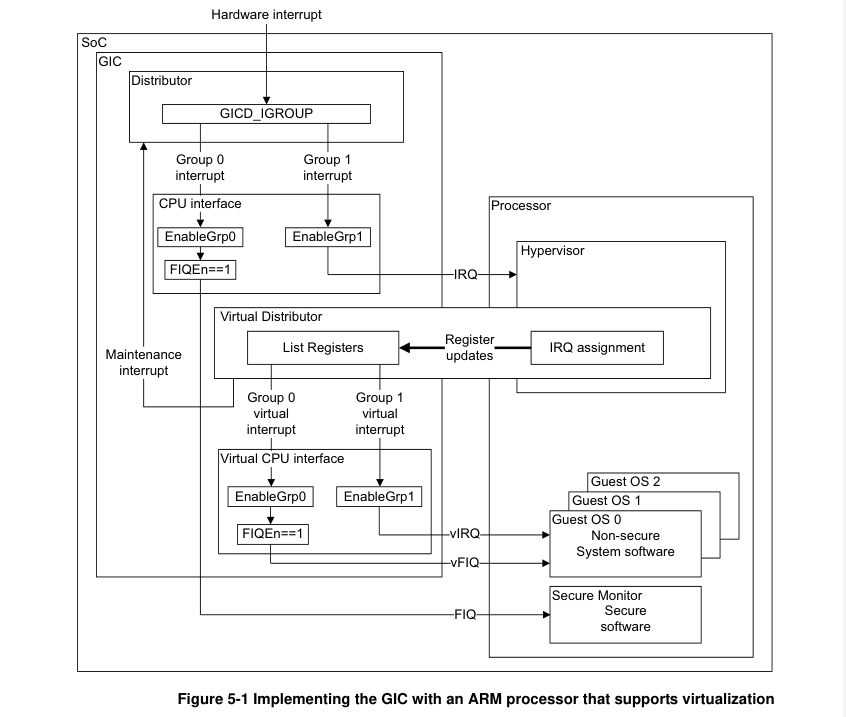 Hardware interrupt
SoC
GIC
Distributor
GICD_IGROUP
Group 0
interrupt
Group 1
interrupt
CPU interface
EnableGrp0
EnableGrp1
FIQEn==1
Processor
Hypervisor
IRQ
Virtual Distributor
List Registers
Register
updates
IRQ assignment
Maintenance
interrupt
Group 0
virtual
interrupt
Group 1
virtual
interrupt
Virtual CPU interface
EnableGrp0
EnableGrp1
FIQEn==1
Guest OS 2
Guest OS 1
Guest OS 0
Non-secure
System software
vIRQ
vFIQ
Secure Monitor
Secure
software
FIQ
Figure 5-1 Implementing the GIC with an ARM processor that supports virtualization